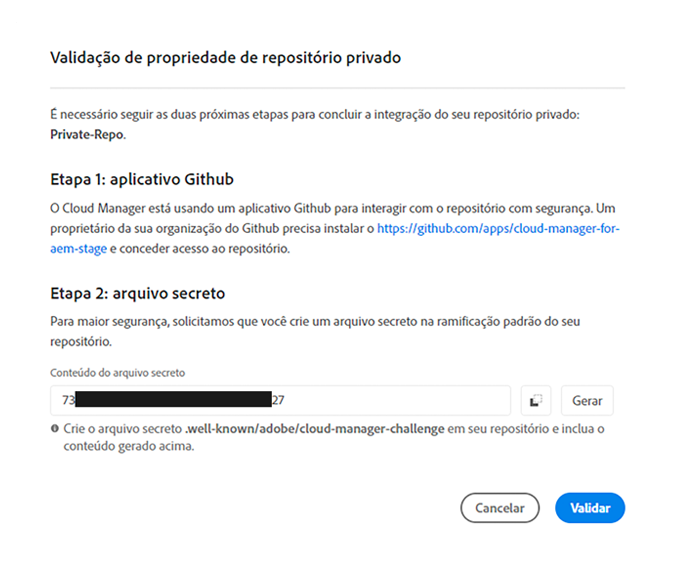 Validação de propriedade de repositório privado
É necessário seguir as duas próximas etapas para concluir a integração do seu repositório privado:
Private-Repo.
Etapa 1: aplicativo Github
O Cloud Manager está usando um aplicativo Github para interagir com o repositório com segurança. Um
proprietário da sua organização do Github precisa instalar o https://github.com/apps/cloud-manager-for-
aem-stage e conceder acesso ao repositório.
Etapa 2: arquivo secreto
Para maior segurança, solicitamos que você crie um arquivo secreto na ramificação padrão do seu
repositório.
Conteúdo do arquivo secreto
73 27
Gerar
Crie o arquivo secreto .well-known/adobe/cloud-manager-challenge em seu repositório e inclua o
conteúdo gerado acima.
Cancelar
Validar